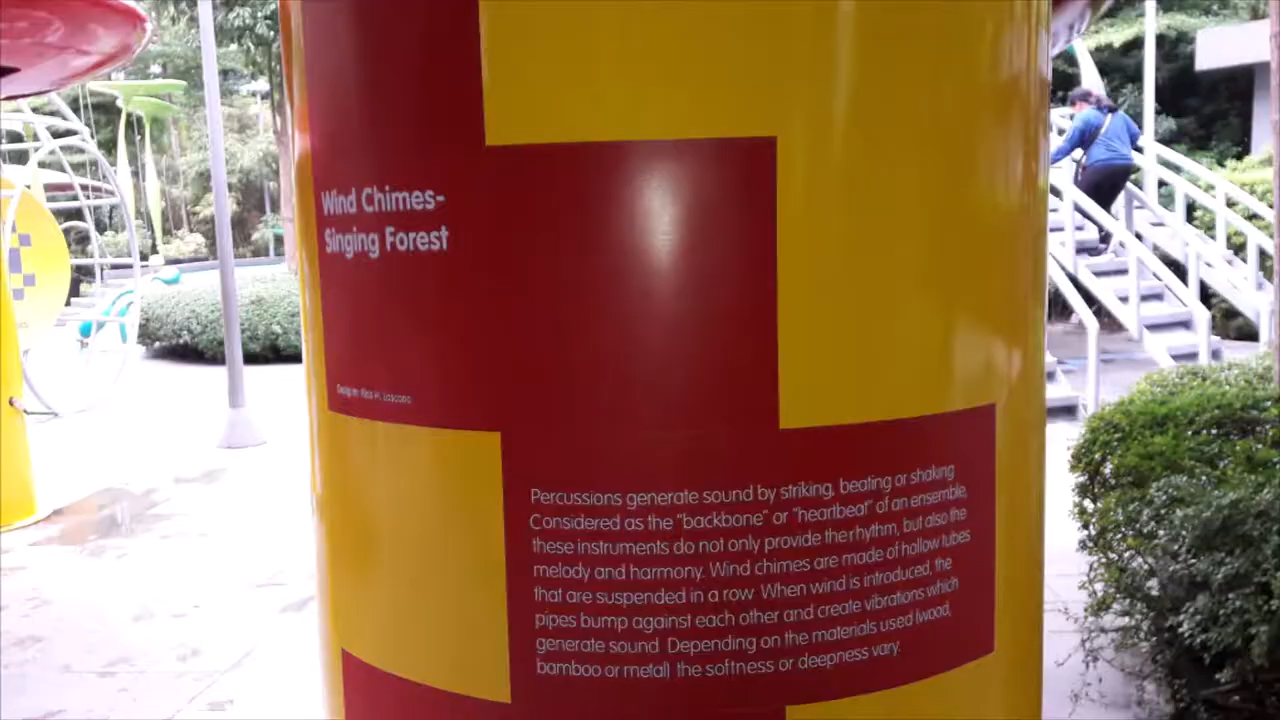 Wind Chimes-
Singing Forest
Percussions generate sound by striking, beating or shaking
Considered as the "backbone" or "heartbeat" of an ensemble,
these instruments do not only provide the rhythm, but also the
melody and harmony. Wind chimes are made of hollow tubes
that are suspended in a row. When wind is introduced, the
pipes bump against each other and create vibrations which
generate sound. Depending on the materials used (wood,
bamboo or metal) the softness or deepness vary.